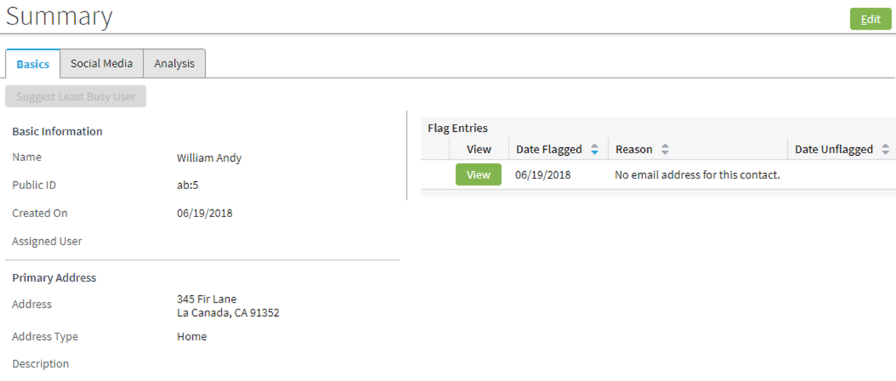 Summary
Edit
Basics Social Media Analysis
Suggest Least Busy User
Basic Information
Name William Andy
Public ID ab:5
Created On 06/19/2018
Assigned User
Primary Address
Address 345 Fir Lane
La Canada, CA 91352
Address Type Home
Description
Flag Entries
View Date Flagged Reason Date Unflagged
View 06/19/2018 No email address for this contact.